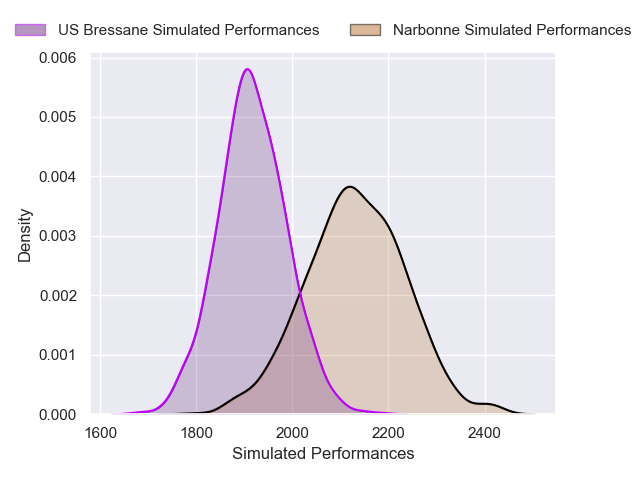 US Bressane Simulated Performances Narbonne Simulated Performances
0.006
0.005
0.004
0.003
0.002
0.001
0.000
Density
1600 1800 2000 2200 2400
Simulated Performances